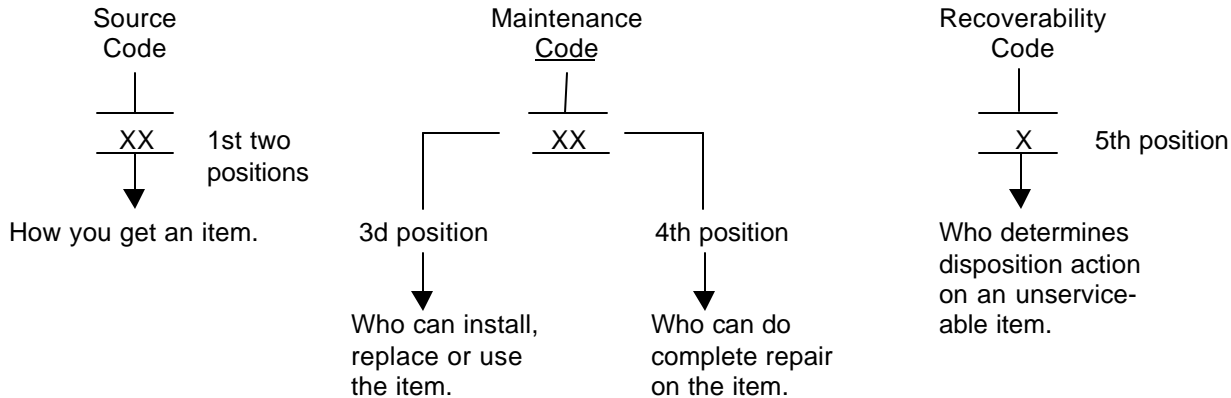 Source
Code
XX
1st two
positions
How you get an item.
Maintenance
Code
XX
3d position
Who can install,
replace or use
the item.
4th position
Who can do
complete repair
on the item.
Recoverability
Code
X
5th position
Who determines
disposition action
on an unservice-
able item.